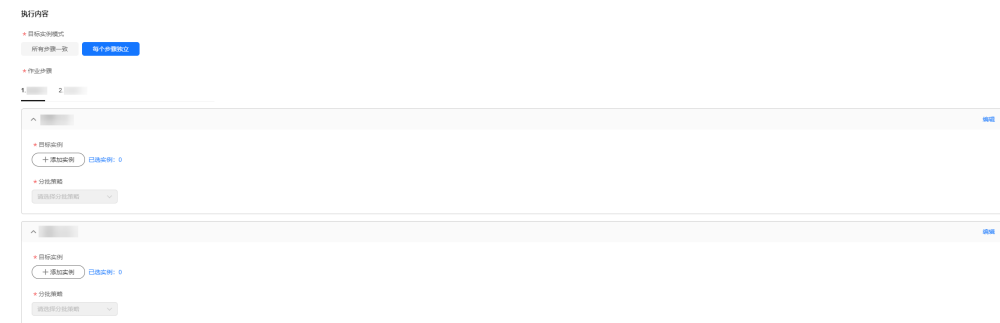 执行内容
* 目标实例模式
所有步骤一致 每个步骤独立
* 作业步骤
1. 2
编辑
* 目标实例
+ 添加实例 已选实例：0
* 分批策略
请选择分批策略
编辑
* 目标实例
+ 添加实例 已选实例：0
* 分批策略
请选择分批策略